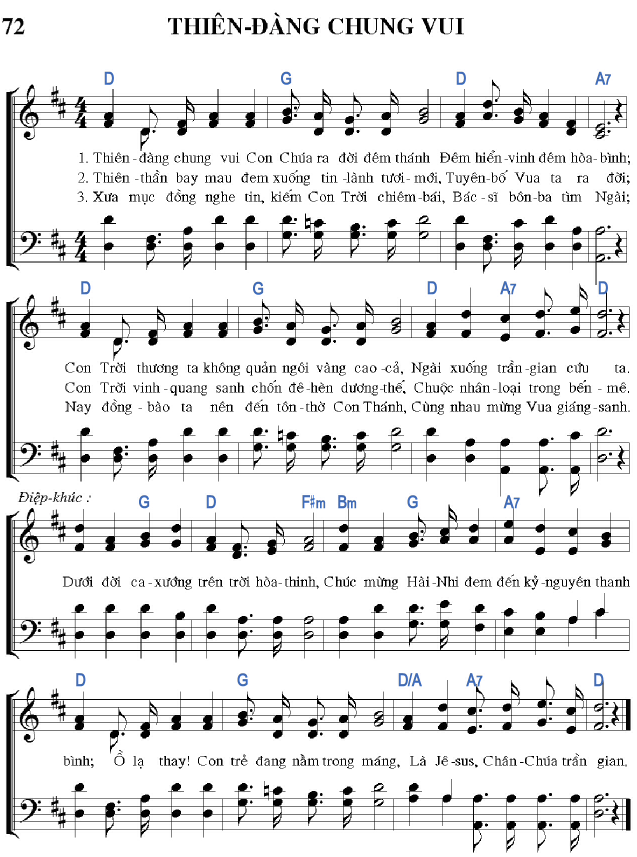 72 THIÊN-ĐÀNG CHUNG VUI
D G D A7
1. Thiên-đàng chung vui Con Chúa ra đời đêm thánh Đêm hiển-vinh đêm hòa-bình;
2. Thiên-thần bay mau đem xuống tin-lành tươi-mới, Tuyên-bố Vua ta ra đời;
3. Xưa mục đồng nghe tin, kiếm Con Trời chiêm-bái, Bác-sĩ bôn-ba tìm Ngài;
D G D A7 D
Con Trời thương ta không quản ngôi vàng cao-cả, Ngài xuống trần-gian cứu ta.
Con Trời vinh-quang sanh chốn đê-hèn dương-thế, Chuộc nhân-loại trong bến-mê.
Nay đồng-bào ta nên đến tôn-thờ Con Thánh, Cùng nhau mừng Vua giáng-sanh.
Điệp-khúc :
G D F#m Bm G A7
Dưới đời ca-xướng trên trời hòa-thinh, Chúc mừng Hài-Nhi đem đến kỷ-nguyên thanh
D G D/A A7 D
bình; Ồ lạ thay! Con trẻ đang nằm trong máng, Là Jê-sus, Chân-Chúa trần gian.